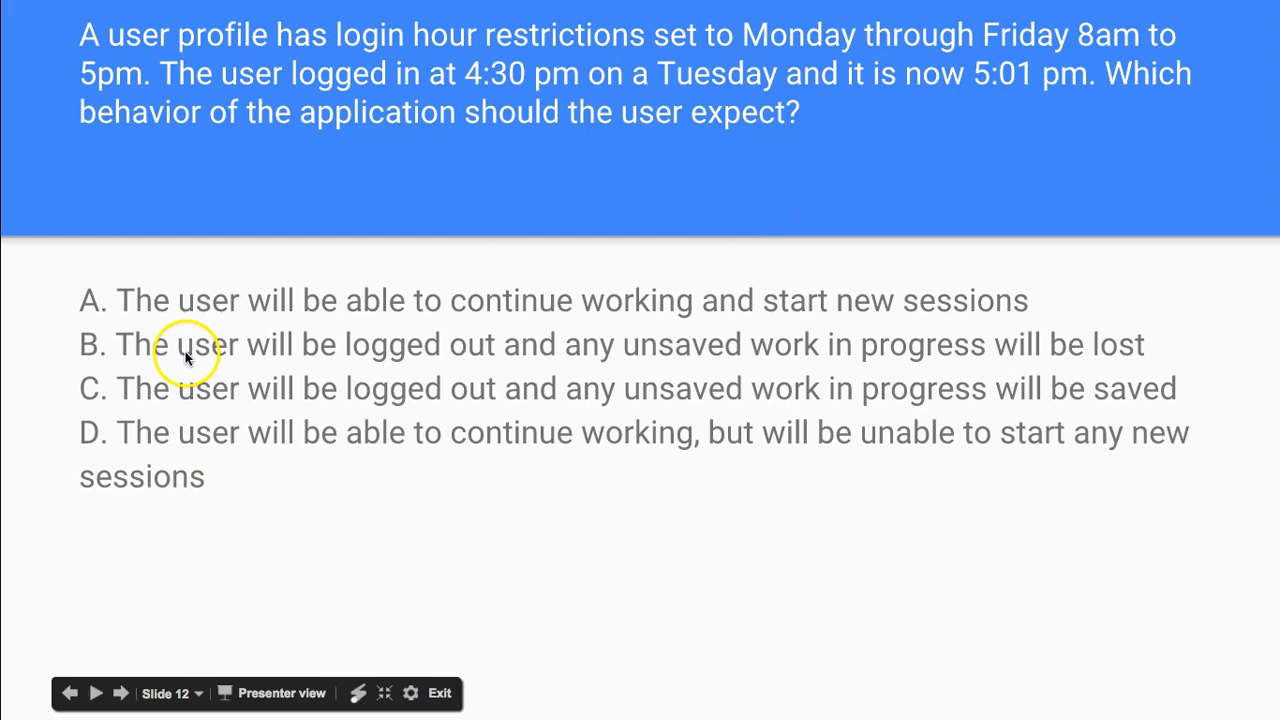 A user profile has login hour restrictions set to Monday through Friday 8am to
5pm. The user logged in at 4:30 pm on a Tuesday and it is now 5:01 pm. Which
behavior of the application should the user expect?
A. The user will be able to continue working and start new sessions
B. The user will be logged out and any unsaved work in progress will be lost
C. The user will be logged out and any unsaved work in progress will be saved
D. The user will be able to continue working, but will be unable to start any new
sessions
Slide 12 Presenter view Exit